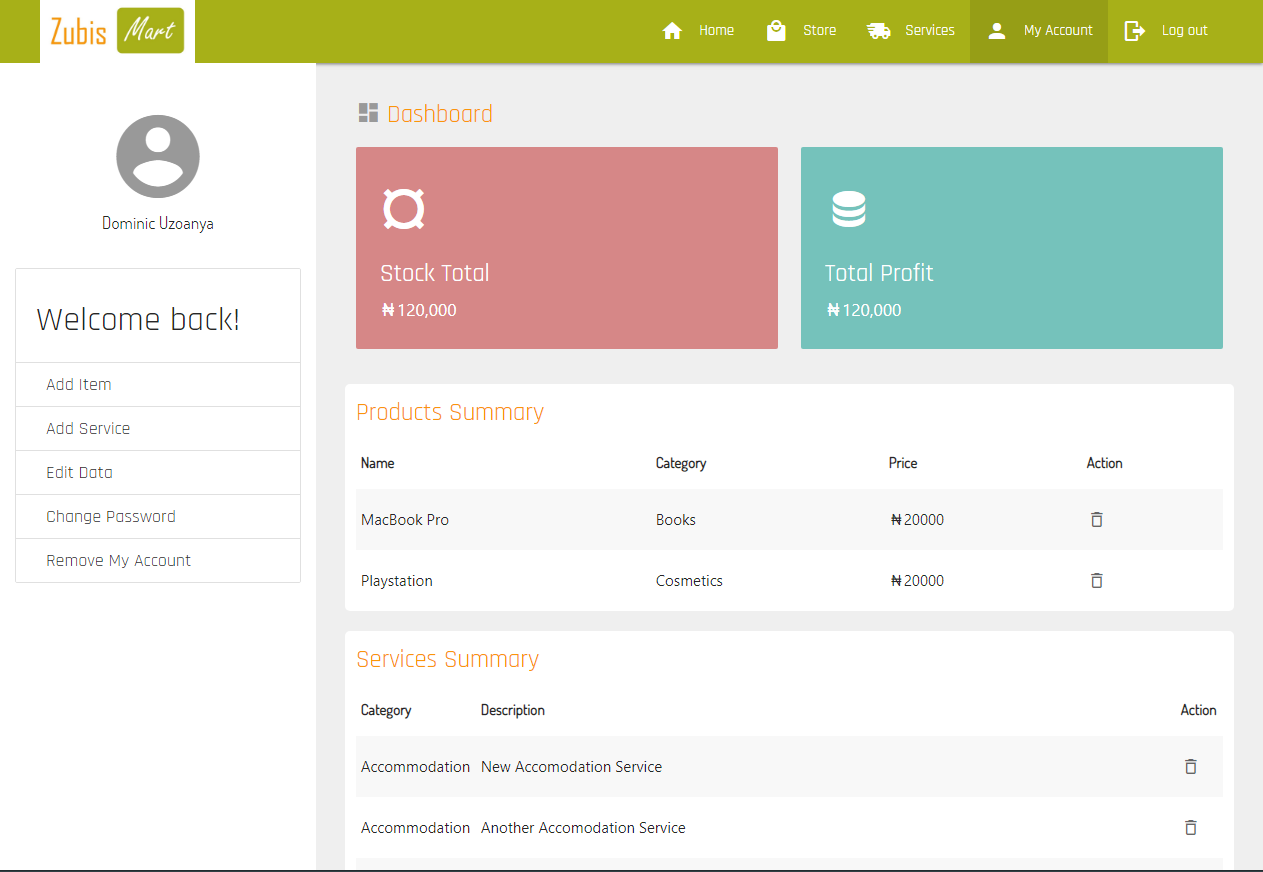 Zubis Mart
Home Store Services My Account Log out
Dominic Uzoanya
Welcome back!
Add Item
Add Service
Edit Data
Change Password
Remove My Account
Dashboard
Stock Total
₦120,000
Total Profit
₦120,000
Products Summary
Name Category Price Action
MacBook Pro Books ₦20000
Playstation Cosmetics ₦20000
Services Summary
Category Description Action
Accommodation New Accomodation Service
Accommodation Another Accomodation Service